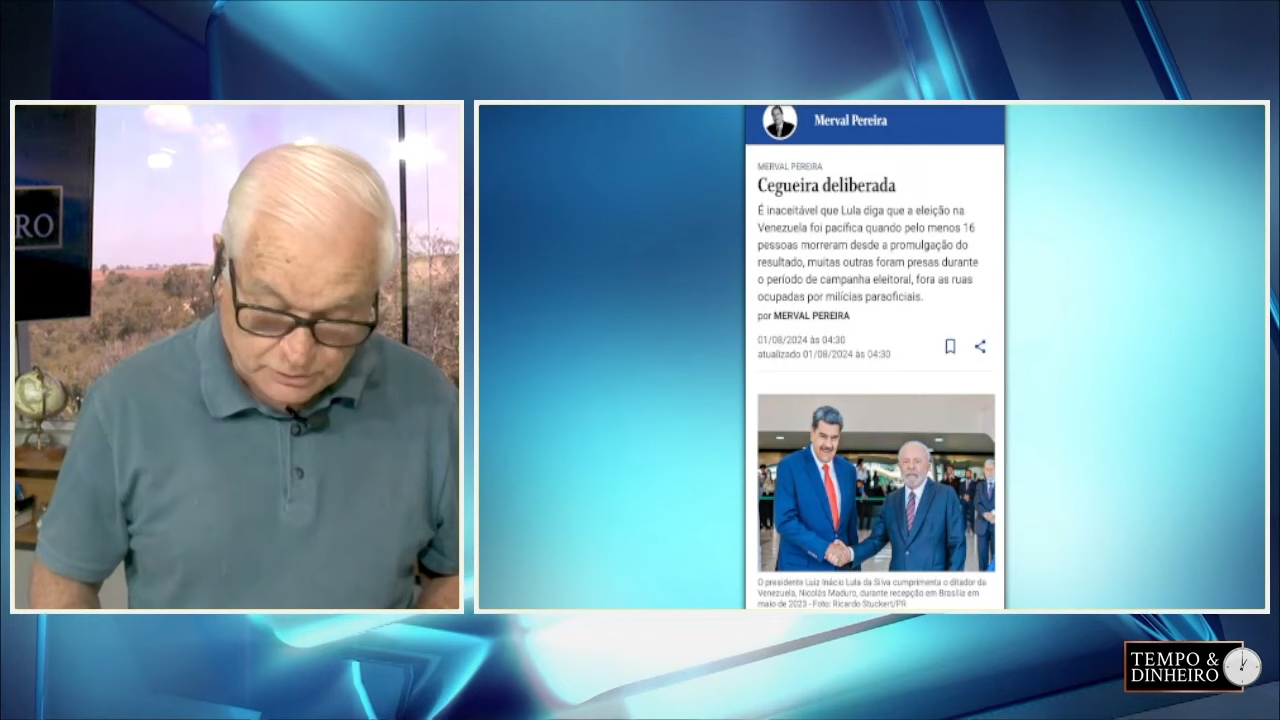 RO
Merval Pereira
MERVAL PEREIRA
Cegueira deliberada
É inaceitável que Lula diga que a eleição na
Venezuela foi pacífica quando pelo menos 16
pessoas morreram desde a promulgação do
resultado, muitas outras foram presas durante
o período de campanha eleitoral, fora as ruas
ocupadas por milícias paraoficiais.
por MERVAL PEREIRA
01/08/2024 às 04:30
atualizado 01/08/2024 às 04:30
O presidente Luiz Inácio Lula da Silva cumprimenta o ditador da
Venezuela, Nicolás Maduro, durante recepção em Brasília em
maio de 2023 - Foto: Ricardo Stuckert/PR
TEMPO &
DINHEIRO